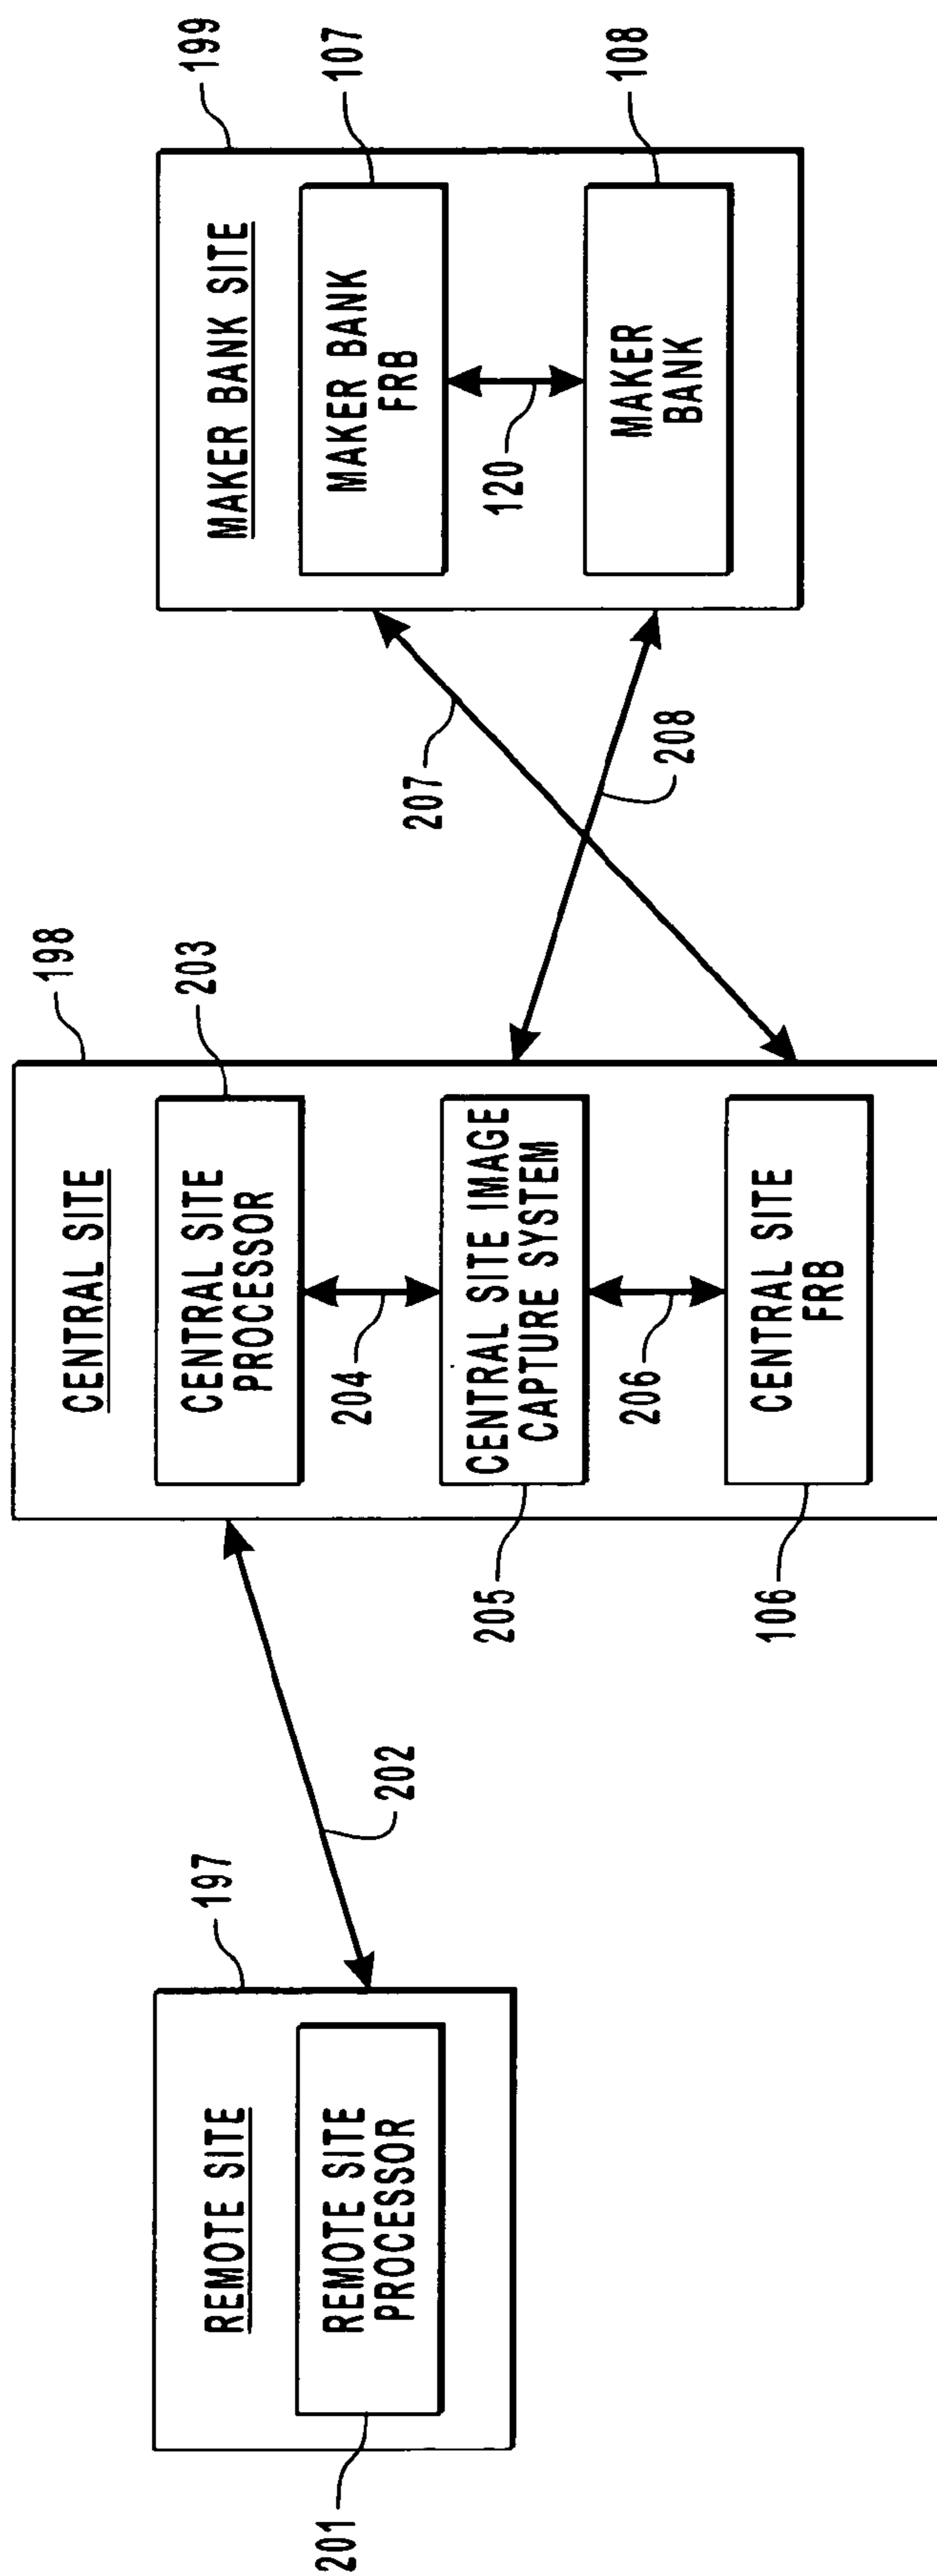 REMOTE SITE
197
REMOTE SITE
PROCESSOR
201
202
CENTRAL SITE
198
CENTRAL SITE
PROCESSOR
203
204
CENTRAL SITE IMAGE
CAPTURE SYSTEM
205
206
CENTRAL SITE
FRB
106
207
208
MAKER BANK SITE
199
MAKER BANK
FRB
107
120
MAKER
BANK
108